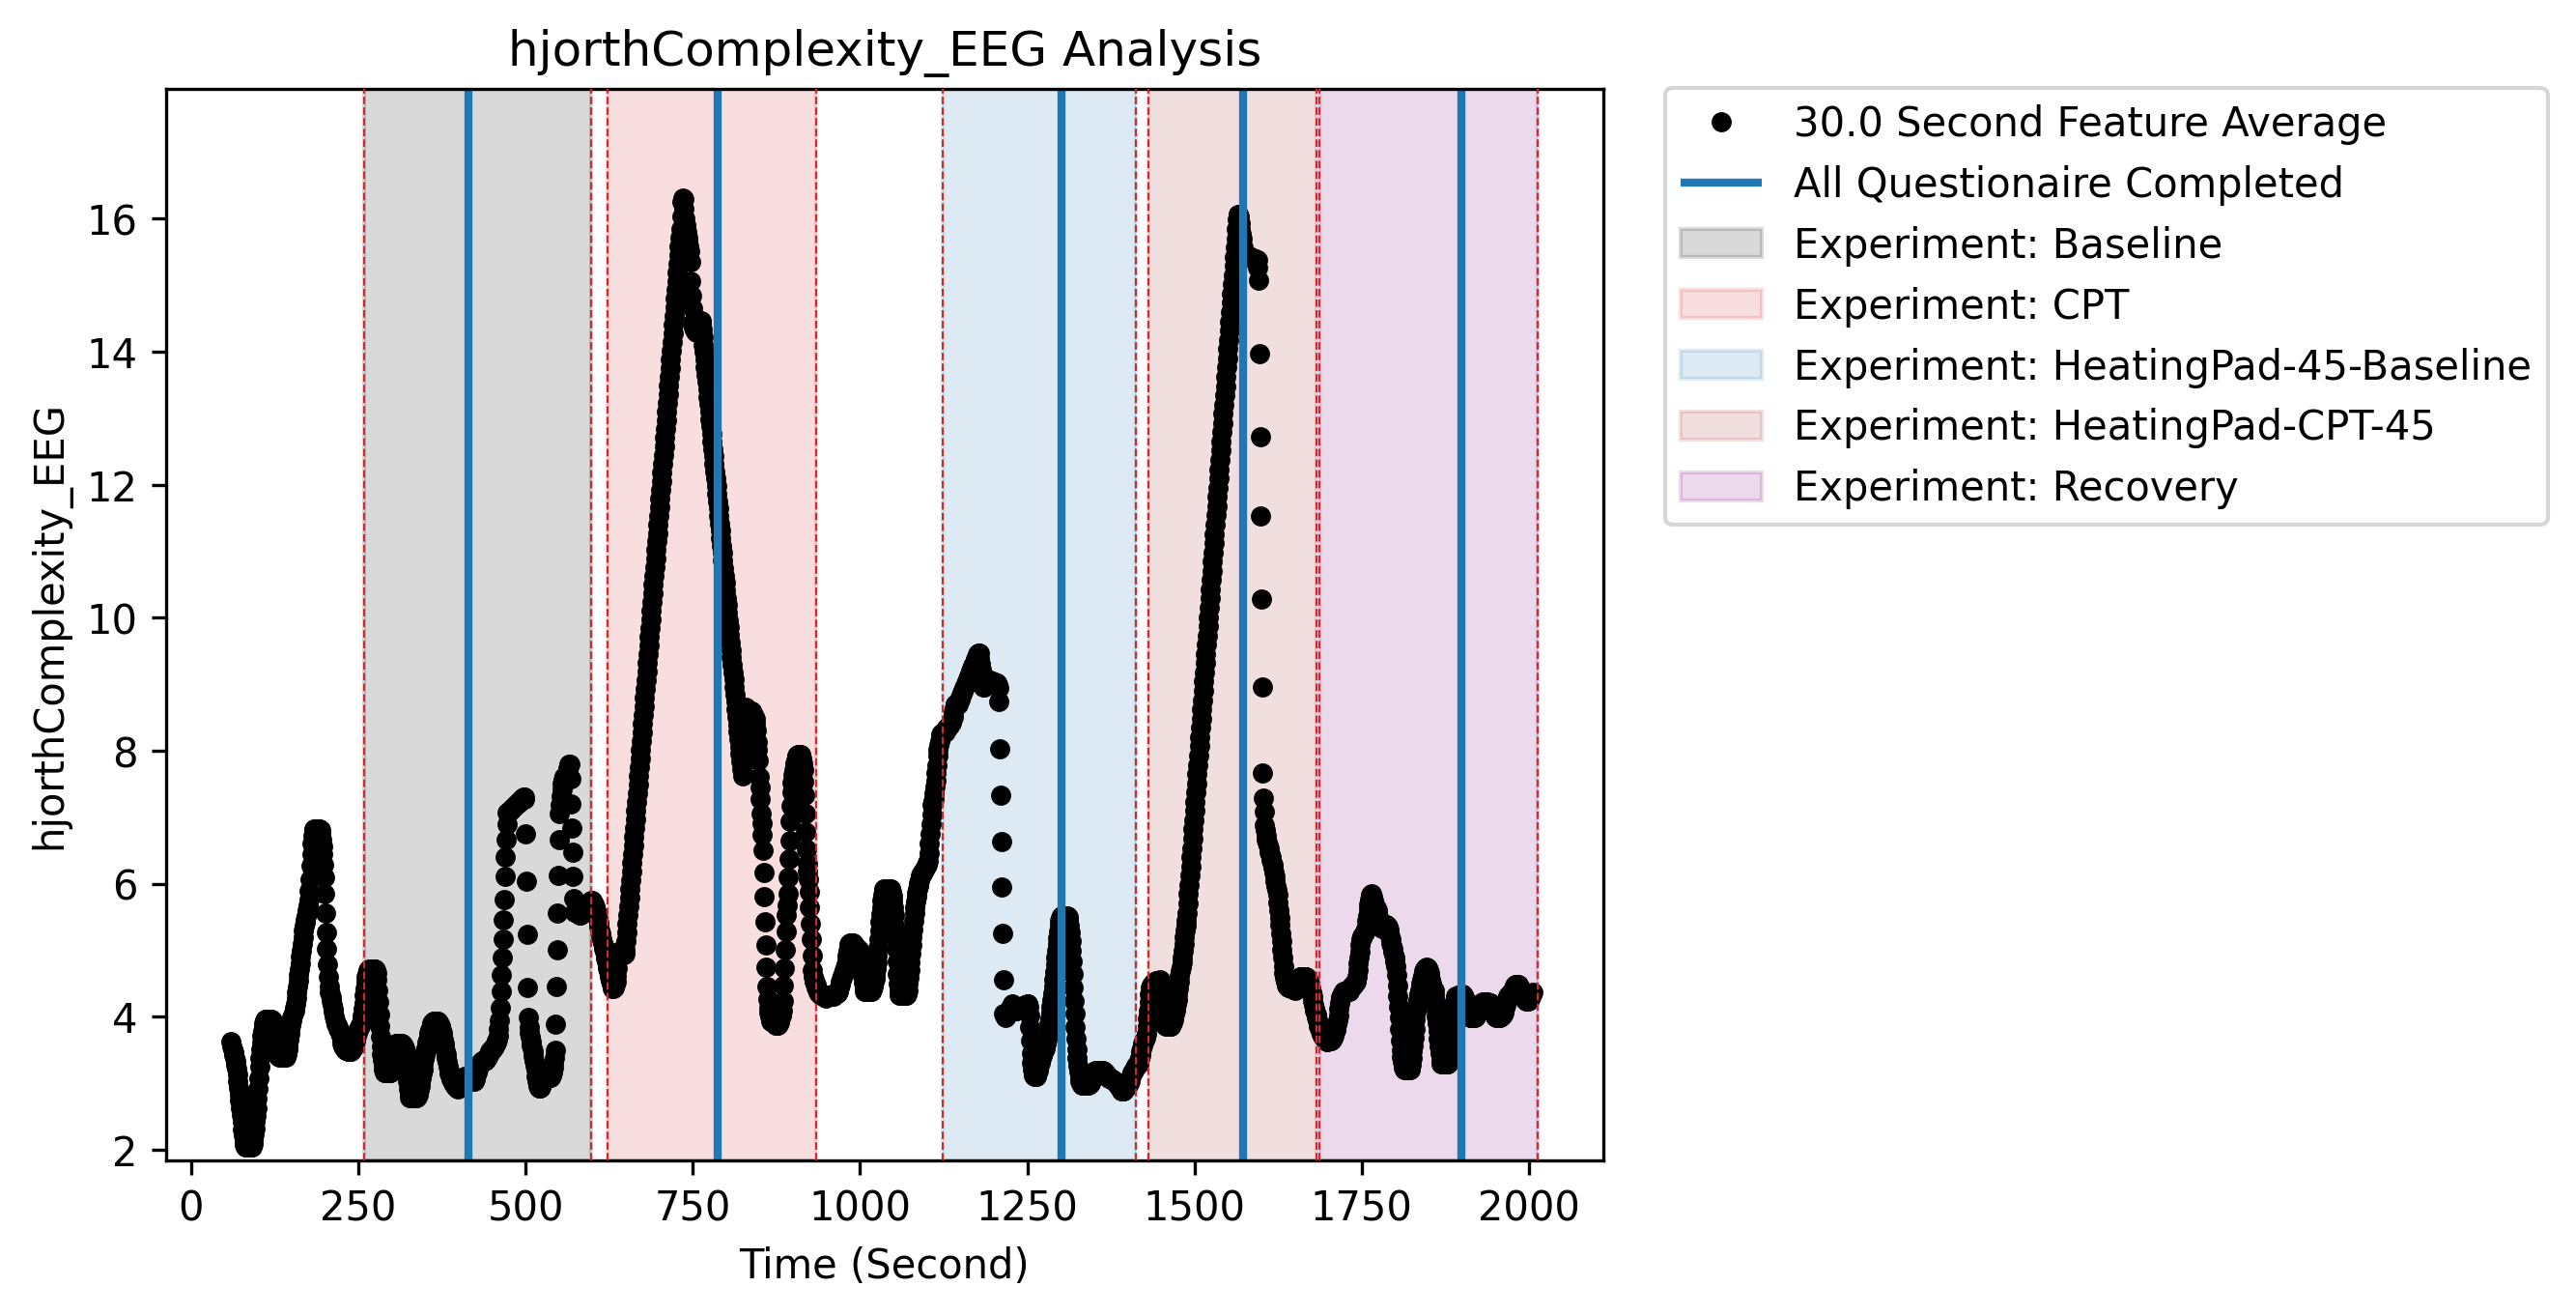 hjorthComplexity_EEG Analysis
30.0 Second Feature Average
All Questionaire Completed
Experiment: Baseline
Experiment: CPT
Experiment: HeatingPad-45-Baseline
Experiment: HeatingPad-CPT-45
Experiment: Recovery
hjorthComplexity_EEG
16
14
12
10
8
6
4
2
0 250 500 750 1000 1250 1500 1750 2000
Time (Second)